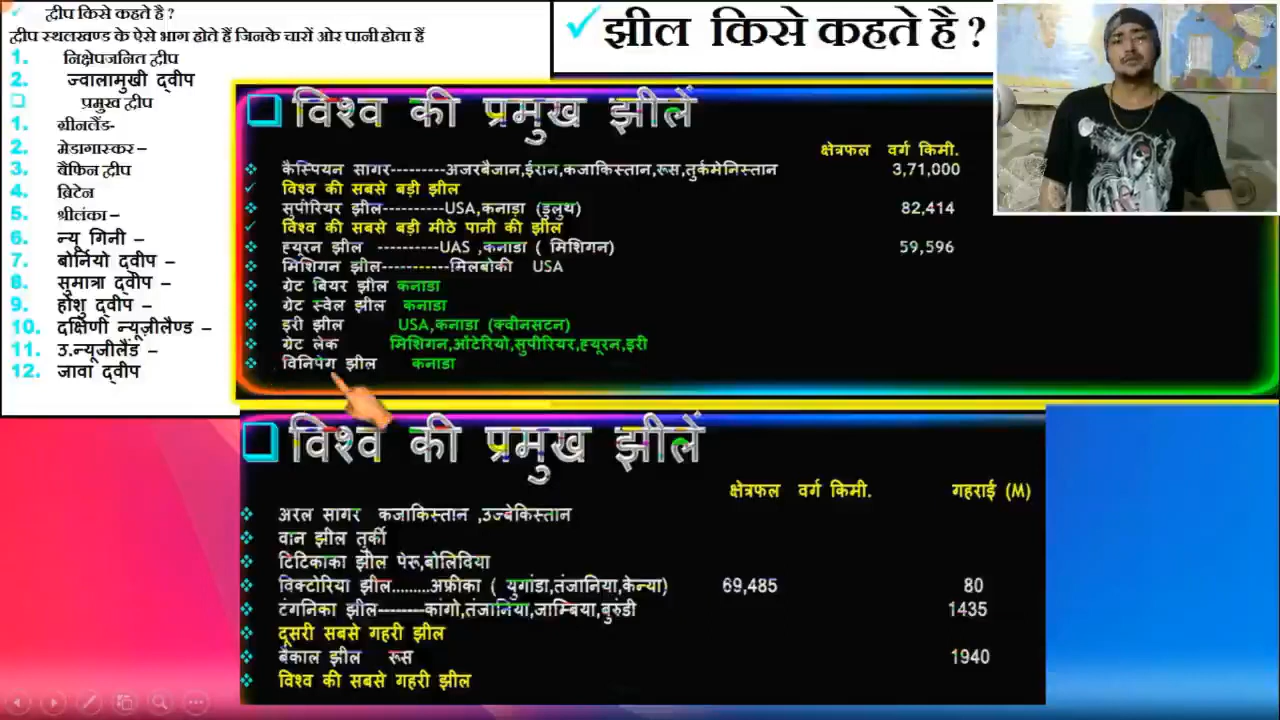 द्वीप किसे कहते है ?
द्वीप स्थलखण्ड के ऐसे भाग होते हैं जिनके चारों ओर पानी होता हैं
1. निक्षेपजनित द्वीप
2. ज्वालामुखी द्वीप
प्रमुख द्वीप
1. ग्रीनलैंड-
2. मेडागास्कर –
3. बैफिन द्वीप
4. ब्रिटेन
5. श्रीलंका –
6. न्यू गिनी –
7. बोर्नियो द्वीप –
8. सुमात्रा द्वीप –
9. होंशु द्वीप –
10. दक्षिणी न्यूज़ीलैण्ड –
11. उ.न्यूजीलैंड –
12. जावा द्वीप
झील किसे कहते है ?
विश्व की प्रमुख झीलें
क्षेत्रफल वर्ग किमी.
कैस्पियन सागर---------अजरबैजान,ईरान,कजाकिस्तान,रूस,तुर्कमेनिस्तान 3,71,000
विश्व की सबसे बड़ी झील
सुपीरियर झील----------USA,कनाड़ा (डुलुथ) 82,414
विश्व की सबसे बड़ी मीठे पानी की झील
ह्यूरन झील ----------UAS ,कनाडा ( मिशिगन) 59,596
मिशिगन झील-----------मिलबोकी USA
ग्रेट बियर झील कनाडा
ग्रेट स्वेल झील कनाडा
इरी झील USA,कनाडा (क्वीनसटन)
ग्रेट लेक मिशिगन,ओंटेरियो,सुपीरियर,ह्यूरन,इरी
विनिपेग झील कनाडा
विश्व की प्रमुख झीलें
क्षेत्रफल वर्ग किमी. गहराई (M)
अरल सागर कजाकिस्तान ,उज्बेकिस्तान
वान झील तुर्की
टिटिकाका झील पेरू,बोलिविया
विक्टोरिया झील........अफ्रीका ( युगांडा,तंजानिया,केन्या) 69,485 80
टंगनिका झील--------कांगो,तंजानिया,जाम्बिया,बुरुंडी 1435
दूसरी सबसे गहरी झील
बैकाल झील रूस 1940
विश्व की सबसे गहरी झील